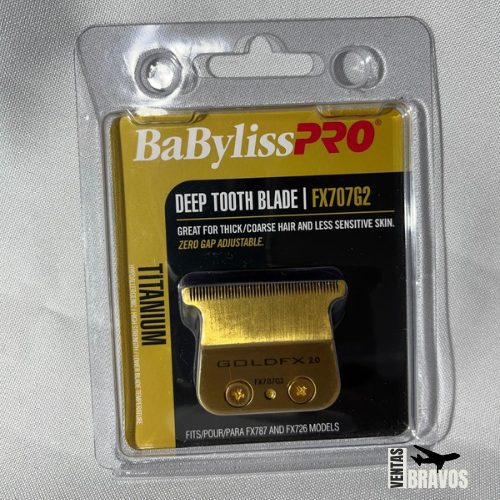 BaBylissPRO®
DEEP TOOTH BLADE | FX707G2
GREAT FOR THICK/COARSE HAIR AND LESS SENSITIVE SKIN.
ZERO GAP ADJUSTABLE.
TITANIUM
GOLDFX 2.0
FX707G2
FITS/POUR/PARA FX787 AND FX726 MODELS
VENTAS
BRAVOS